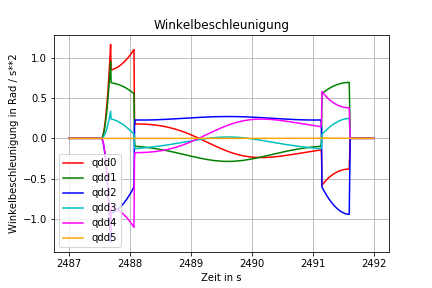 Winkelbeschleunigung
Winkelbeschleunigung in Rad / s**2
1.0
0.5
0.0
−0.5
−1.0
qdd0
qdd1
qdd2
qdd3
qdd4
qdd5
2487 2488 2489 2490 2491 2492
Zeit in s